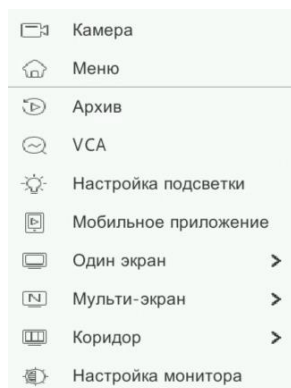 Камера
Меню
Архив
VCA
Настройка подсветки
Мобильное приложение
Один экран
Мульти-экран
Коридор
Настройка монитора